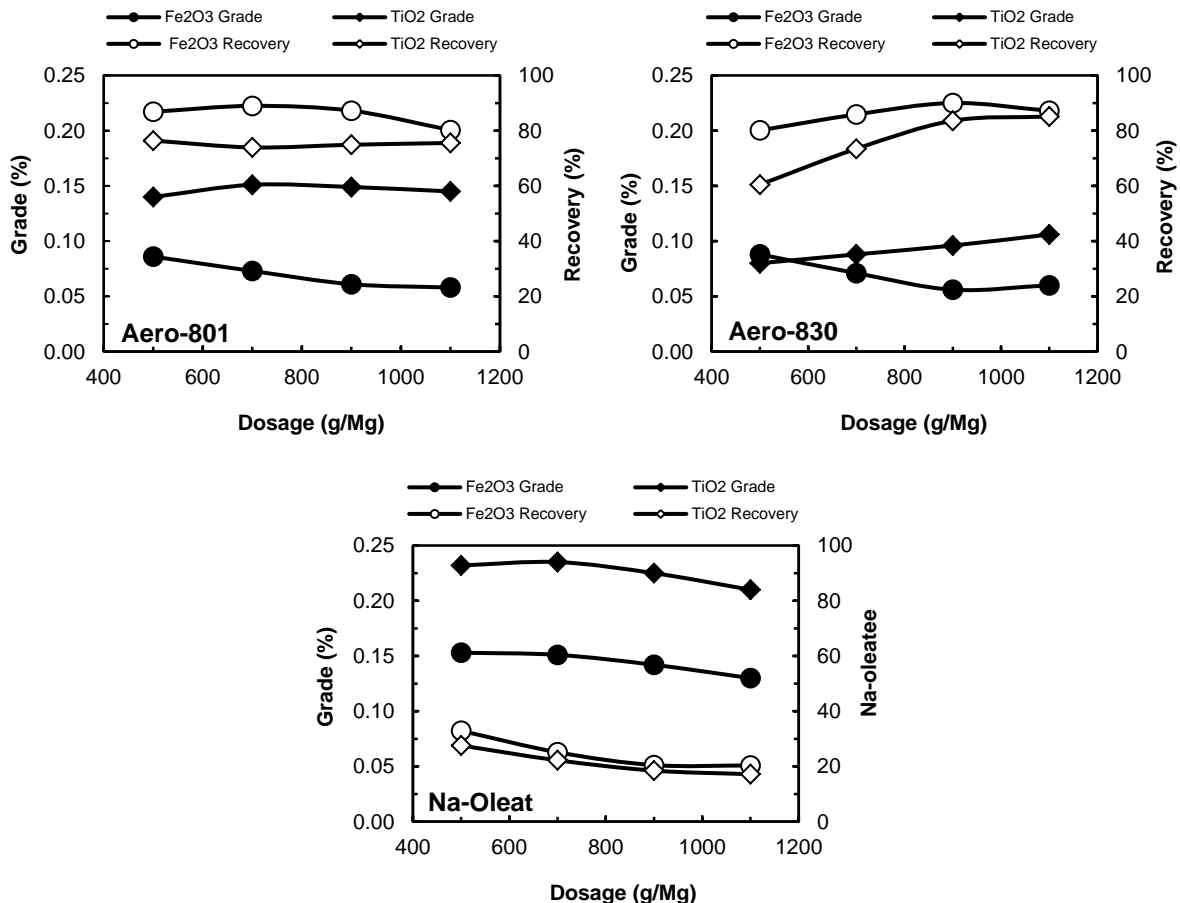 Fe2O3 Grade TiO2 Grade
Fe2O3 Recovery TiO2 Recovery
0.25 100
0.20 80
0.15 60
0.10 40
0.05 20
0.00 0
Grade (%)
Recovery (%)
Aero-801
400 600 800 1000 1200
Dosage (g/Mg)
Fe2O3 Grade TiO2 Grade
Fe2O3 Recovery TiO2 Recovery
0.25 100
0.20 80
0.15 60
0.10 40
0.05 20
0.00 0
Grade (%)
Recovery (%)
Aero-830
400 600 800 1000 1200
Dosage (g/Mg)
Fe2O3 Grade TiO2 Grade
Fe2O3 Recovery TiO2 Recovery
0.25 100
0.20 80
0.15 60
0.10 40
0.05 20
0.00 0
Grade (%)
Na-oleatee
Na-Oleat
400 600 800 1000 1200
Dosage (g/Mg)